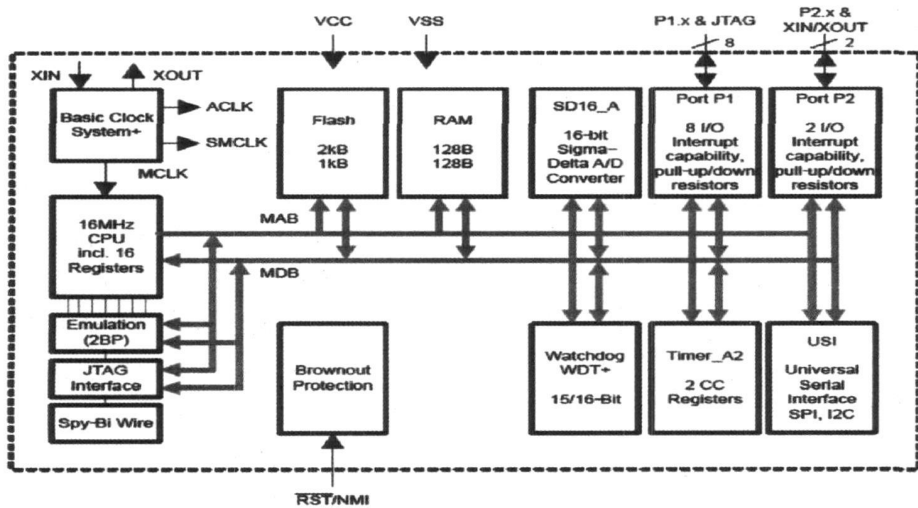 VCC
VSS
P1.x & JTAG
P2.x &
XIN/XOUT
8
2
XIN
XOUT
Basic Clock
System+
ACLK
SMCLK
MCLK
Flash
2kB
1kB
RAM
128B
128B
SD16_A
16-bit
Sigma-
Delta A/D
Converter
Port P1
8 I/O
Interrupt
capability,
pull-up/down
resistors
Port P2
2 I/O
Interrupt
capability,
pull-up/down
resistors
16MHz
CPU
incl. 16
Registers
MAB
MDB
Emulation
(2BP)
JTAG
Interface
Spy-Bi Wire
Brownout
Protection
Watchdog
WDT+
15/16-Bit
Timer_A2
2 CC
Registers
USI
Universal
Serial
Interface
SPI, I2C
RST/NMI